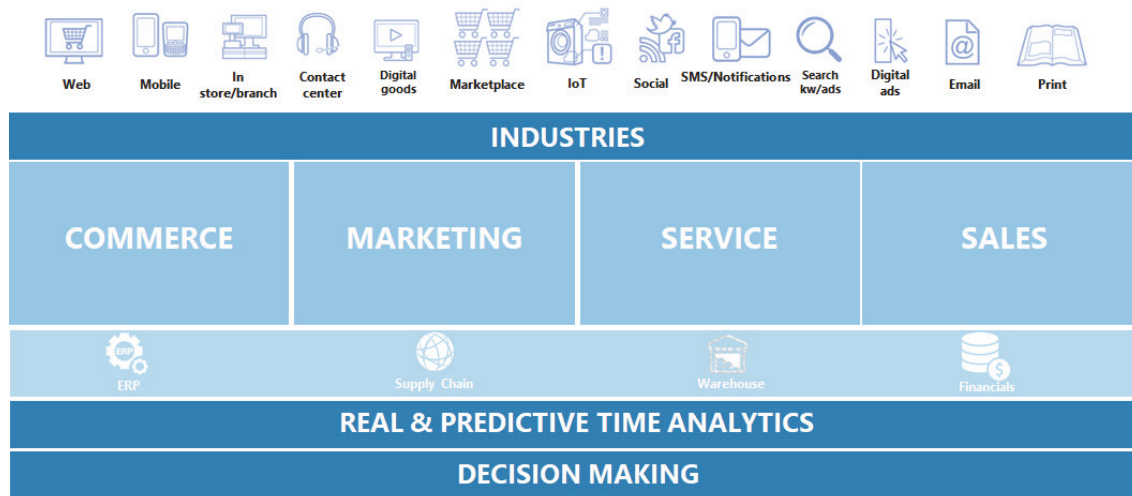 Web
Mobile
In
store/branch
Contact
center
Digital
goods
Marketplace
IoT
Social
SMS/Notifications
Search
kw/ads
Digital
ads
Email
Print
INDUSTRIES
COMMERCE
MARKETING
SERVICE
SALES
ERP
ERP
Supply Chain
Warehouse
Financials
REAL & PREDICTIVE TIME ANALYTICS
DECISION MAKING